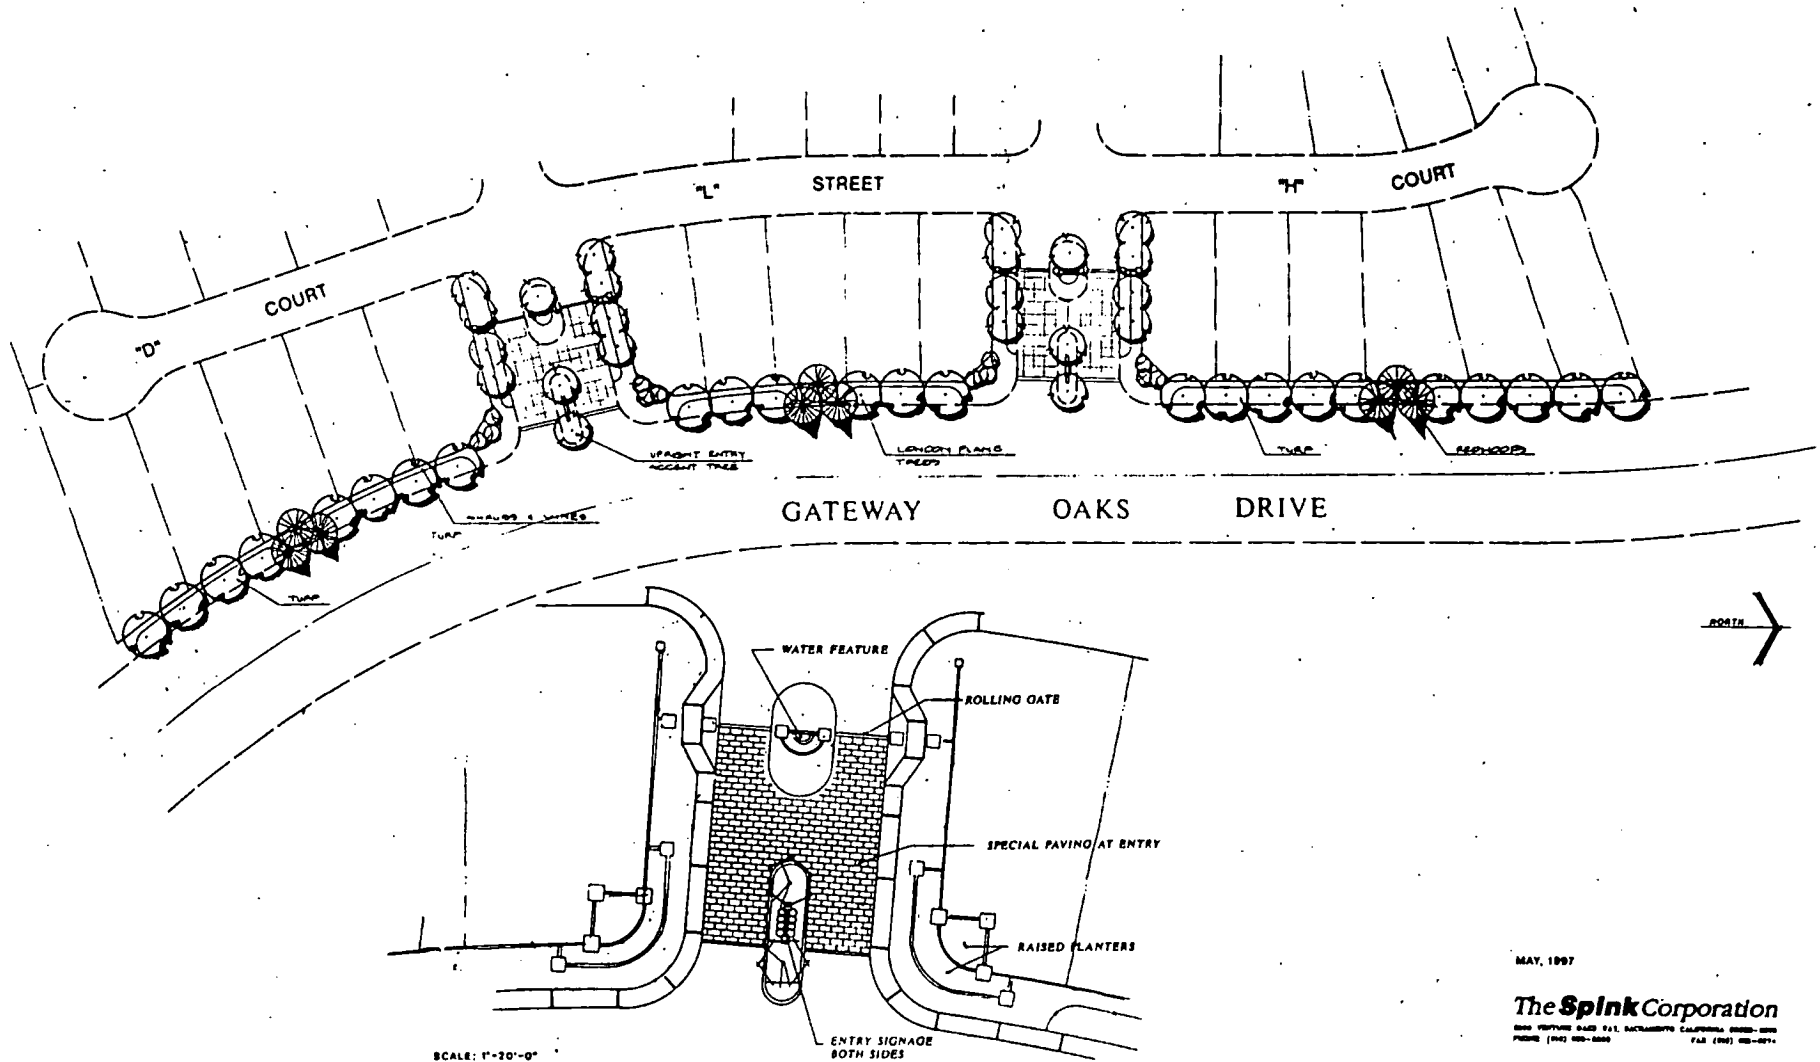 "L" STREET
"H" COURT
"D" COURT
UPRIGHT ENTRY
ACCENT TREE
LONDON PLANE
TREES
TURF
REDWOODS
SHRUBS & VINES
TURF
TURF
GATEWAY OAKS DRIVE
NORTH
WATER FEATURE
ROLLING GATE
SPECIAL PAVING AT ENTRY
RAISED PLANTERS
ENTRY SIGNAGE
BOTH SIDES
SCALE: 1"-20'-0"
MAY, 1997
The Spink Corporation